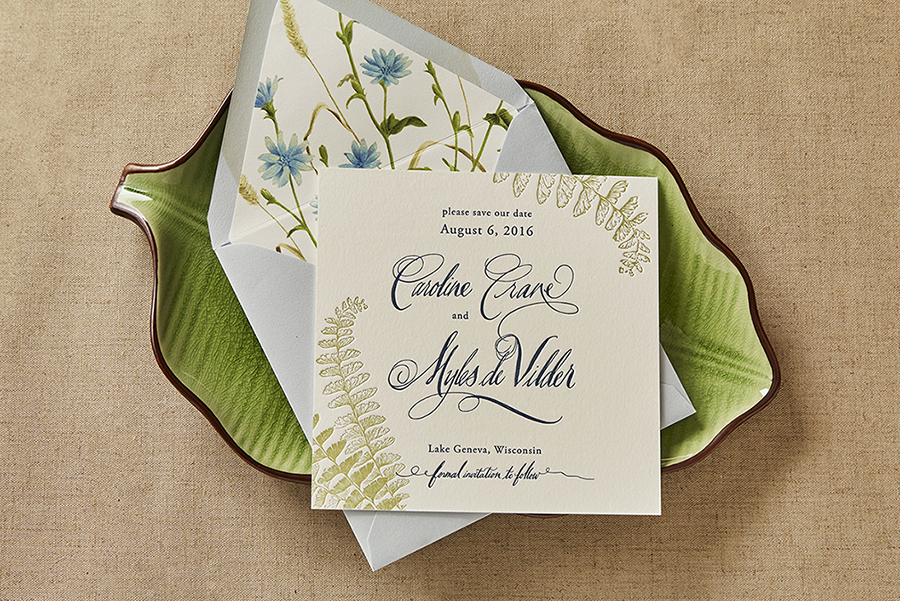 please save our date
August 6, 2016
Caroline Crane
and
Myles de Vilder
Lake Geneva, Wisconsin
formal invitation to follow